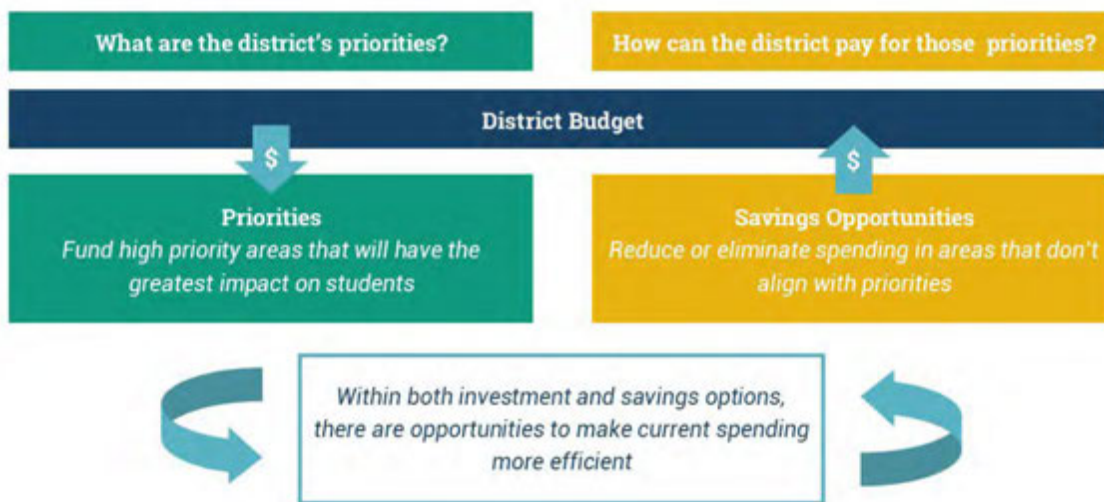 What are the district's priorities?
How can the district pay for those priorities?
District Budget
$
$
Priorities
Fund high priority areas that will have the
greatest impact on students
Savings Opportunities
Reduce or eliminate spending in areas that don't
align with priorities
Within both investment and savings options,
there are opportunities to make current spending
more efficient